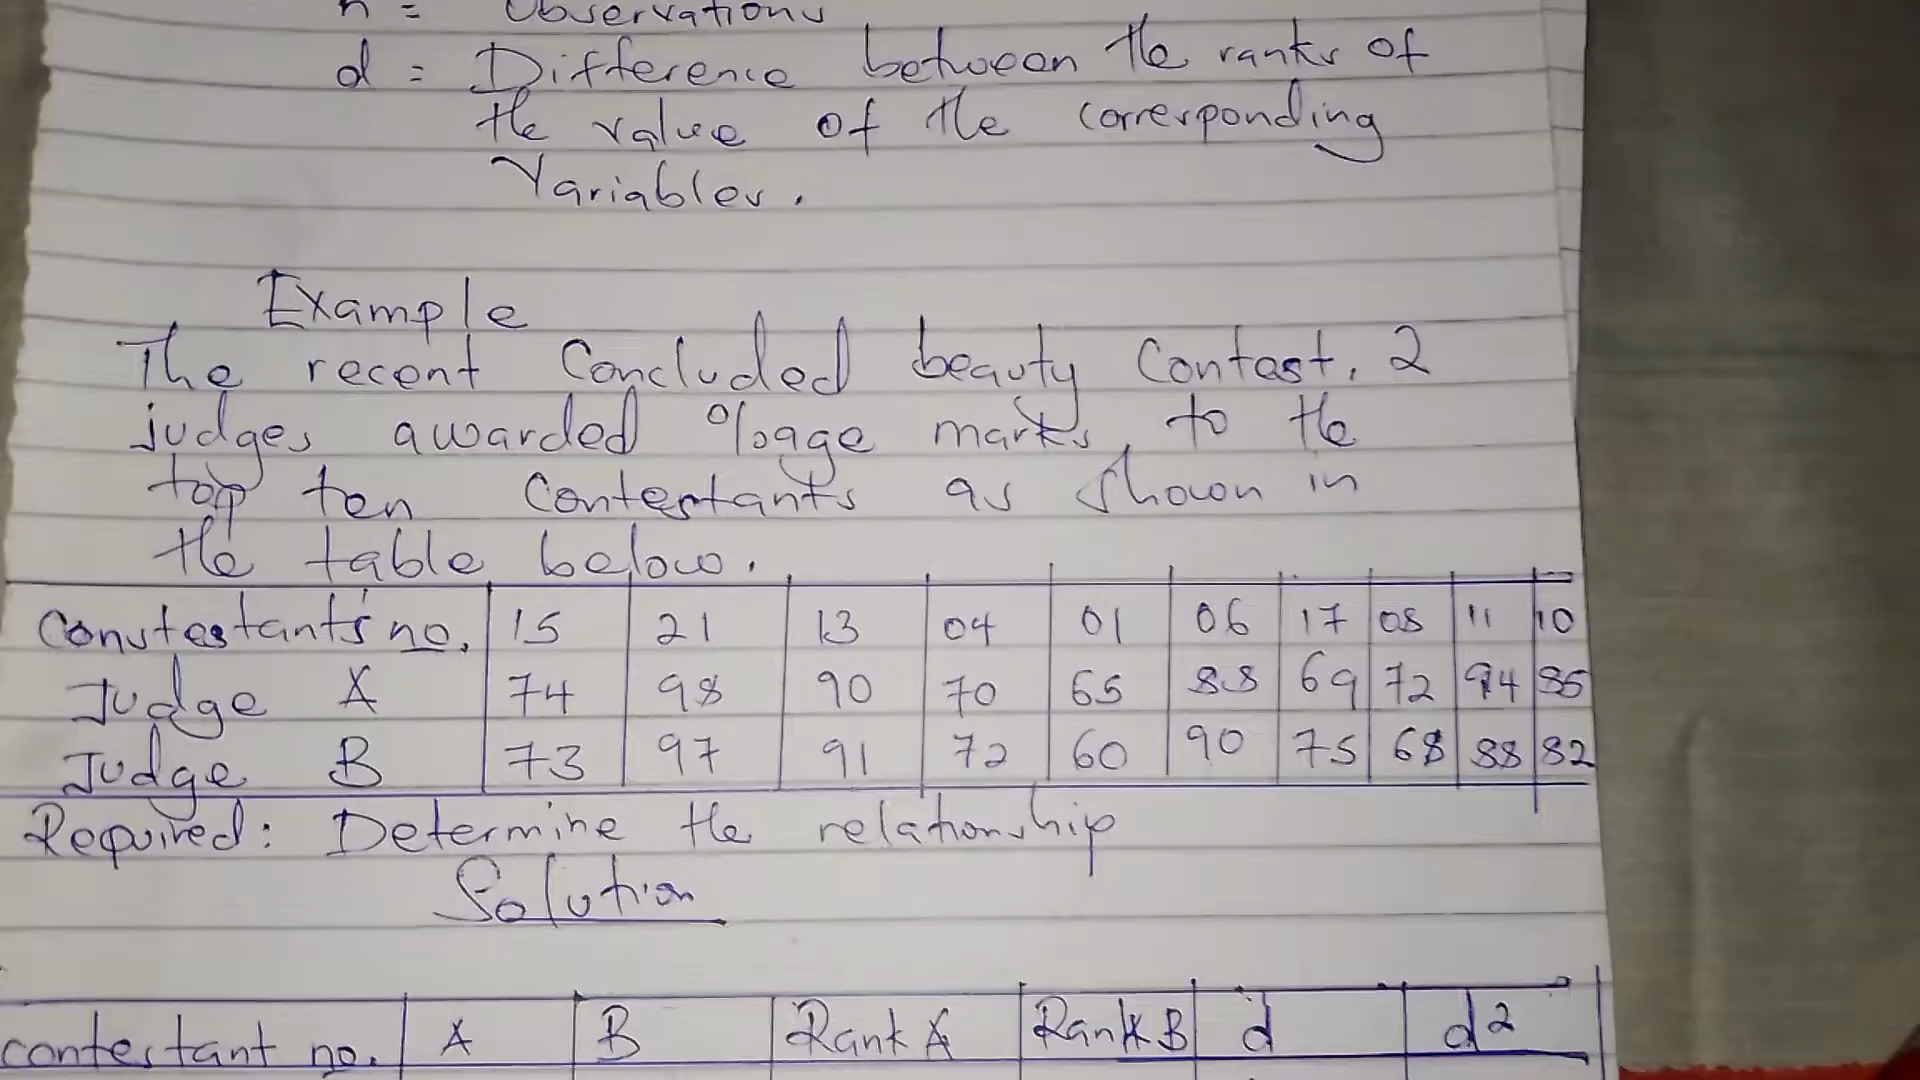 n = Observations
d = Difference between the ranks of
the value of the corresponding
Variables.
Example
The recent Concluded beauty Contest, 2
judges awarded %age marks to the
top ten Contestants as shown in
the table below.
Contestant's no. 15 21 13 04 01 06 17 08 11 10
Judge A 74 98 90 70 65 88 69 72 94 85
Judge B 73 97 91 72 60 90 75 68 88 82
Required: Determine the relationship
Solution
contestant no. A B Rank A Rank B d d²